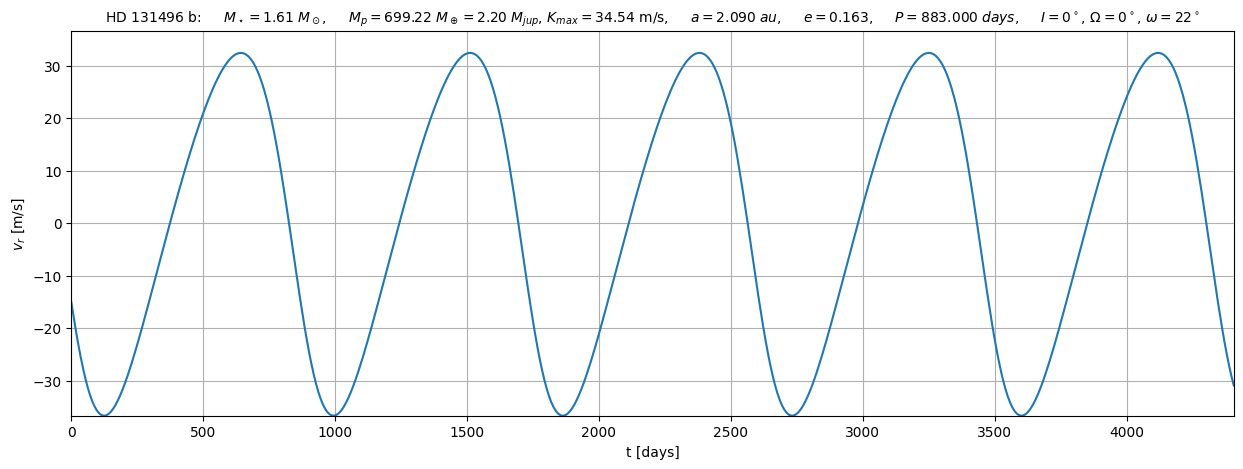 HD 131496 b: M⋆ = 1.61 M⊙, Mp = 699.22 M⊕ = 2.20 Mjup, Kmax = 34.54 m/s, a = 2.090 au, e = 0.163, P = 883.000 days, I = 0°, Ω = 0°, ω = 22°
30
20
10
0
−10
−20
−30
vr [m/s]
0 500 1000 1500 2000 2500 3000 3500 4000
t [days]